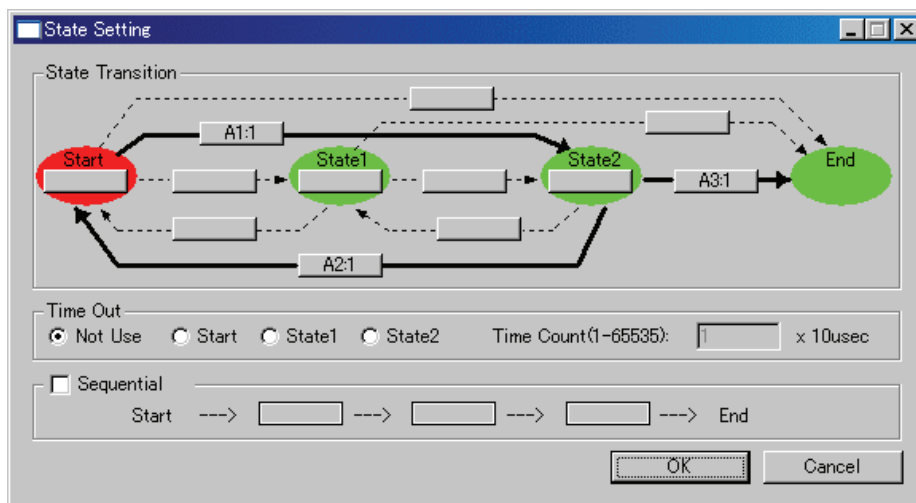 State Setting
State Transition
A1:1
Start
State1
State2
End
A3:1
A2:1
Time Out
Not Use Start State1 State2 Time Count(1-65535): 1 x 10usec
Sequential
Start ---> ---> ---> ---> End
OK Cancel